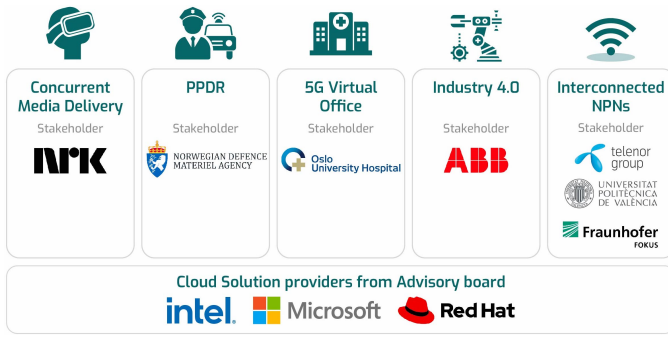 Concurrent
Media Delivery
Stakeholder
nrk
PPDR
Stakeholder
NORWEGIAN DEFENCE
MATERIEL AGENCY
5G Virtual
Office
Stakeholder
Oslo
University Hospital
Industry 4.0
Stakeholder
ABB
Interconnected
NPNs
Stakeholder
telenor
group
UNIVERSITAT
POLITÈCNICA
DE VALÈNCIA
Fraunhofer
FOKUS
Cloud Solution providers from Advisory board
intel.
Microsoft
Red Hat